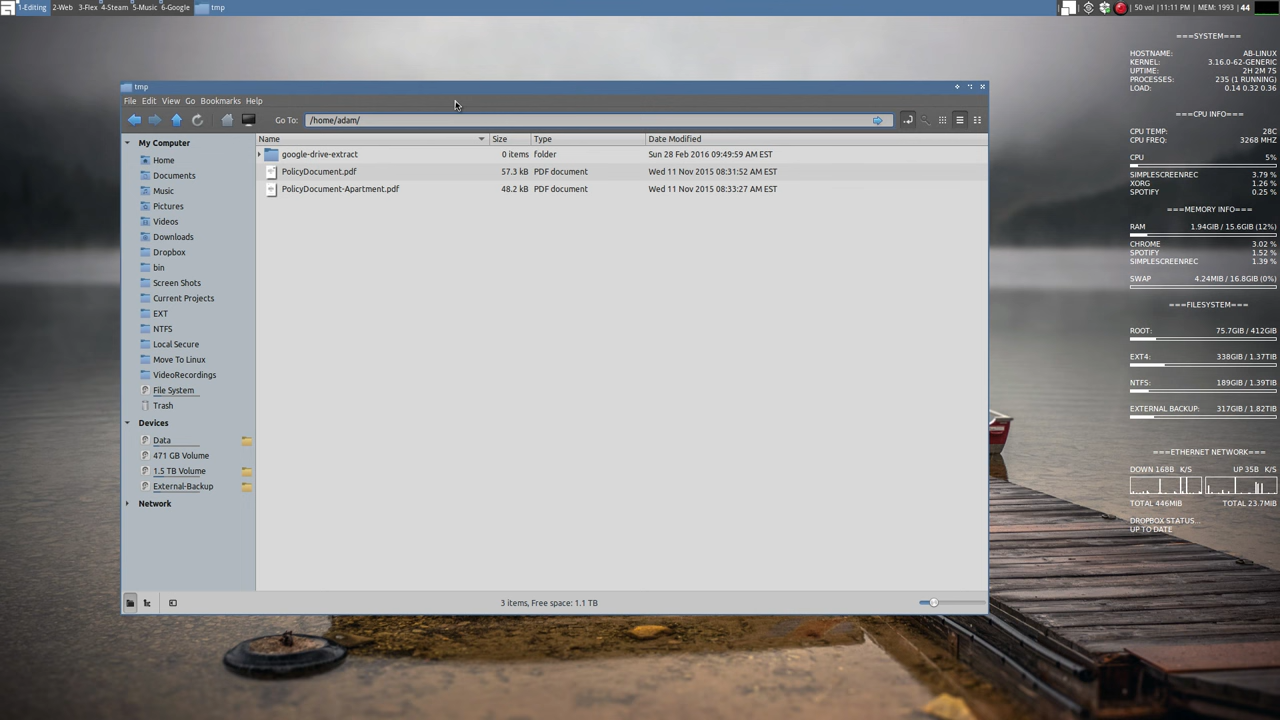 1-Editing 2-Web 3-Flex 4-Steam 5-Music 6-Google tmp 50 vol |11:11 PM | MEM: 1993 |44
tmp
File Edit View Go Bookmarks Help
Go To: /home/adam/
My Computer
Home
Documents
Music
Pictures
Videos
Downloads
Dropbox
bin
Screen Shots
Current Projects
EXT
NTFS
Local Secure
Move To Linux
VideoRecordings
File System
Trash
Devices
Data
471 GB Volume
1.5 TB Volume
External-Backup
Network
Name Size Type Date Modified
google-drive-extract 0 items folder Sun 28 Feb 2016 09:49:59 AM EST
PolicyDocument.pdf 57.3 kB PDF document Wed 11 Nov 2015 08:31:52 AM EST
PolicyDocument-Apartment.pdf 48.2 kB PDF document Wed 11 Nov 2015 08:33:27 AM EST
3 items, Free space: 1.1 TB
===SYSTEM===
HOSTNAME: AB-LINUX
KERNEL: 3.16.0-62-GENERIC
UPTIME: 2H 2M 7S
PROCESSES: 235 (1 RUNNING)
LOAD: 0.14 0.32 0.36
===CPU INFO===
CPU TEMP: 28C
CPU FREQ: 3268 MHZ
CPU 5%
SIMPLESCREENREC 3.79 %
XORG 1.26 %
SPOTIFY 0.25 %
===MEMORY INFO===
RAM 1.94GIB / 15.6GIB (12%)
CHROME 3.02 %
SPOTIFY 1.52 %
SIMPLESCREENREC 1.39 %
SWAP 4.24MIB / 16.8GIB (0%)
===FILESYSTEM===
ROOT: 75.7GIB / 412GIB
EXT4: 338GIB / 1.37TIB
NTFS: 189GIB / 1.39TIB
EXTERNAL BACKUP: 317GIB / 1.82TIB
===ETHERNET NETWORK===
DOWN 168B K/S UP 35B K/S
TOTAL 446MIB TOTAL 23.7MIB
DROPBOX STATUS...
UP TO DATE